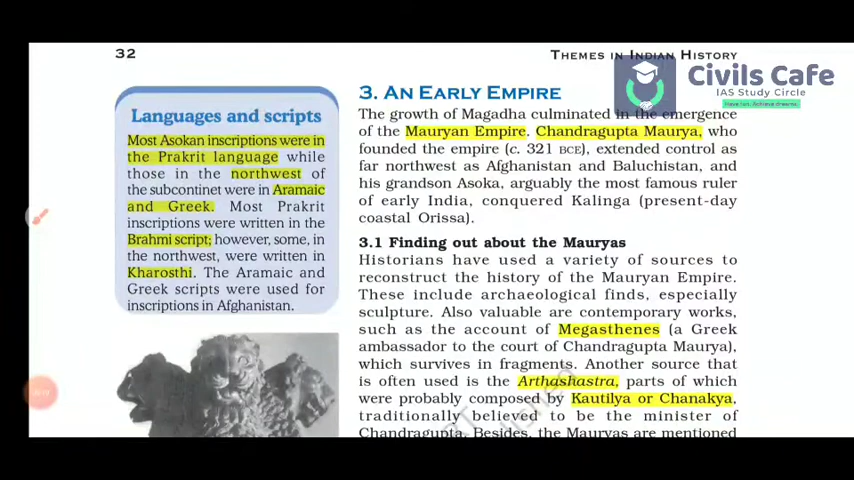 32
THEMES IN INDIAN HISTORY
Civils Cafe
IAS Study Circle
Have fun. Achieve dreams.
Languages and scripts
Most Asokan inscriptions were in
the Prakrit language while
those in the northwest of
the subcontinet were in Aramaic
and Greek. Most Prakrit
inscriptions were written in the
Brahmi script; however, some, in
the northwest, were written in
Kharosthi. The Aramaic and
Greek scripts were used for
inscriptions in Afghanistan.
3. AN EARLY EMPIRE
The growth of Magadha culminated in the emergence
of the Mauryan Empire. Chandragupta Maurya, who
founded the empire (c. 321 BCE), extended control as
far northwest as Afghanistan and Baluchistan, and
his grandson Asoka, arguably the most famous ruler
of early India, conquered Kalinga (present-day
coastal Orissa).
3.1 Finding out about the Mauryas
Historians have used a variety of sources to
reconstruct the history of the Mauryan Empire.
These include archaeological finds, especially
sculpture. Also valuable are contemporary works,
such as the account of Megasthenes (a Greek
ambassador to the court of Chandragupta Maurya),
which survives in fragments. Another source that
is often used is the Arthashastra, parts of which
were probably composed by Kautilya or Chanakya,
traditionally believed to be the minister of
Chandragupta. Besides, the Mauryas are mentioned